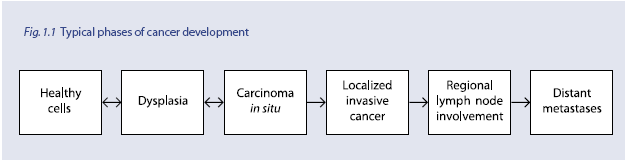 Fig. 1.1 Typical phases of cancer development
Healthy
cells
Dysplasia
Carcinoma
in situ
Localized
invasive
cancer
Regional
lymph node
involvement
Distant
metastases